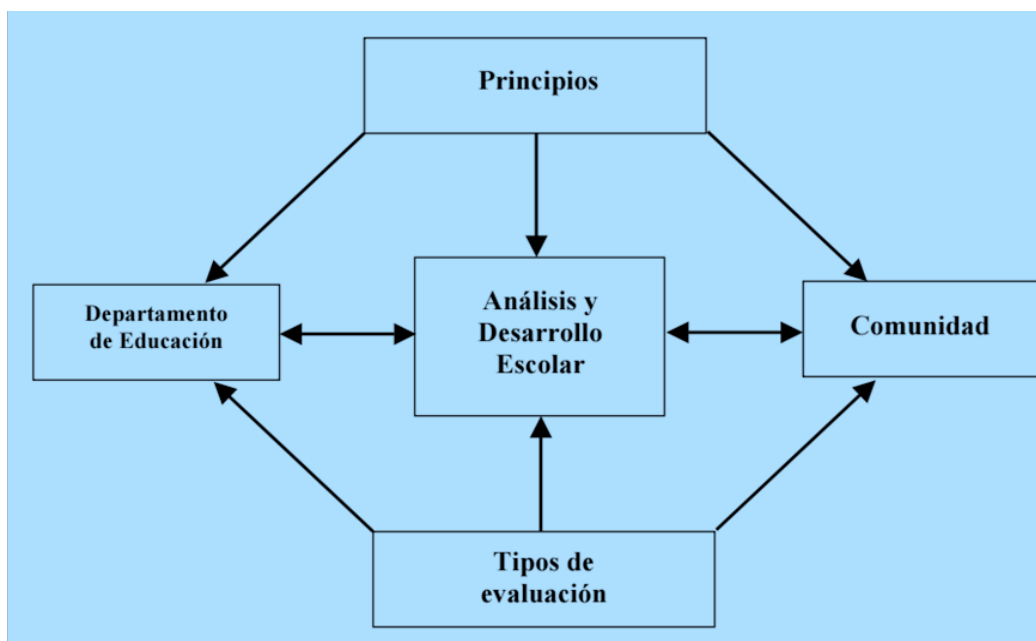 Principios
Departamento
de Educación
Análisis y
Desarrollo
Escolar
Comunidad
Tipos de
evaluación